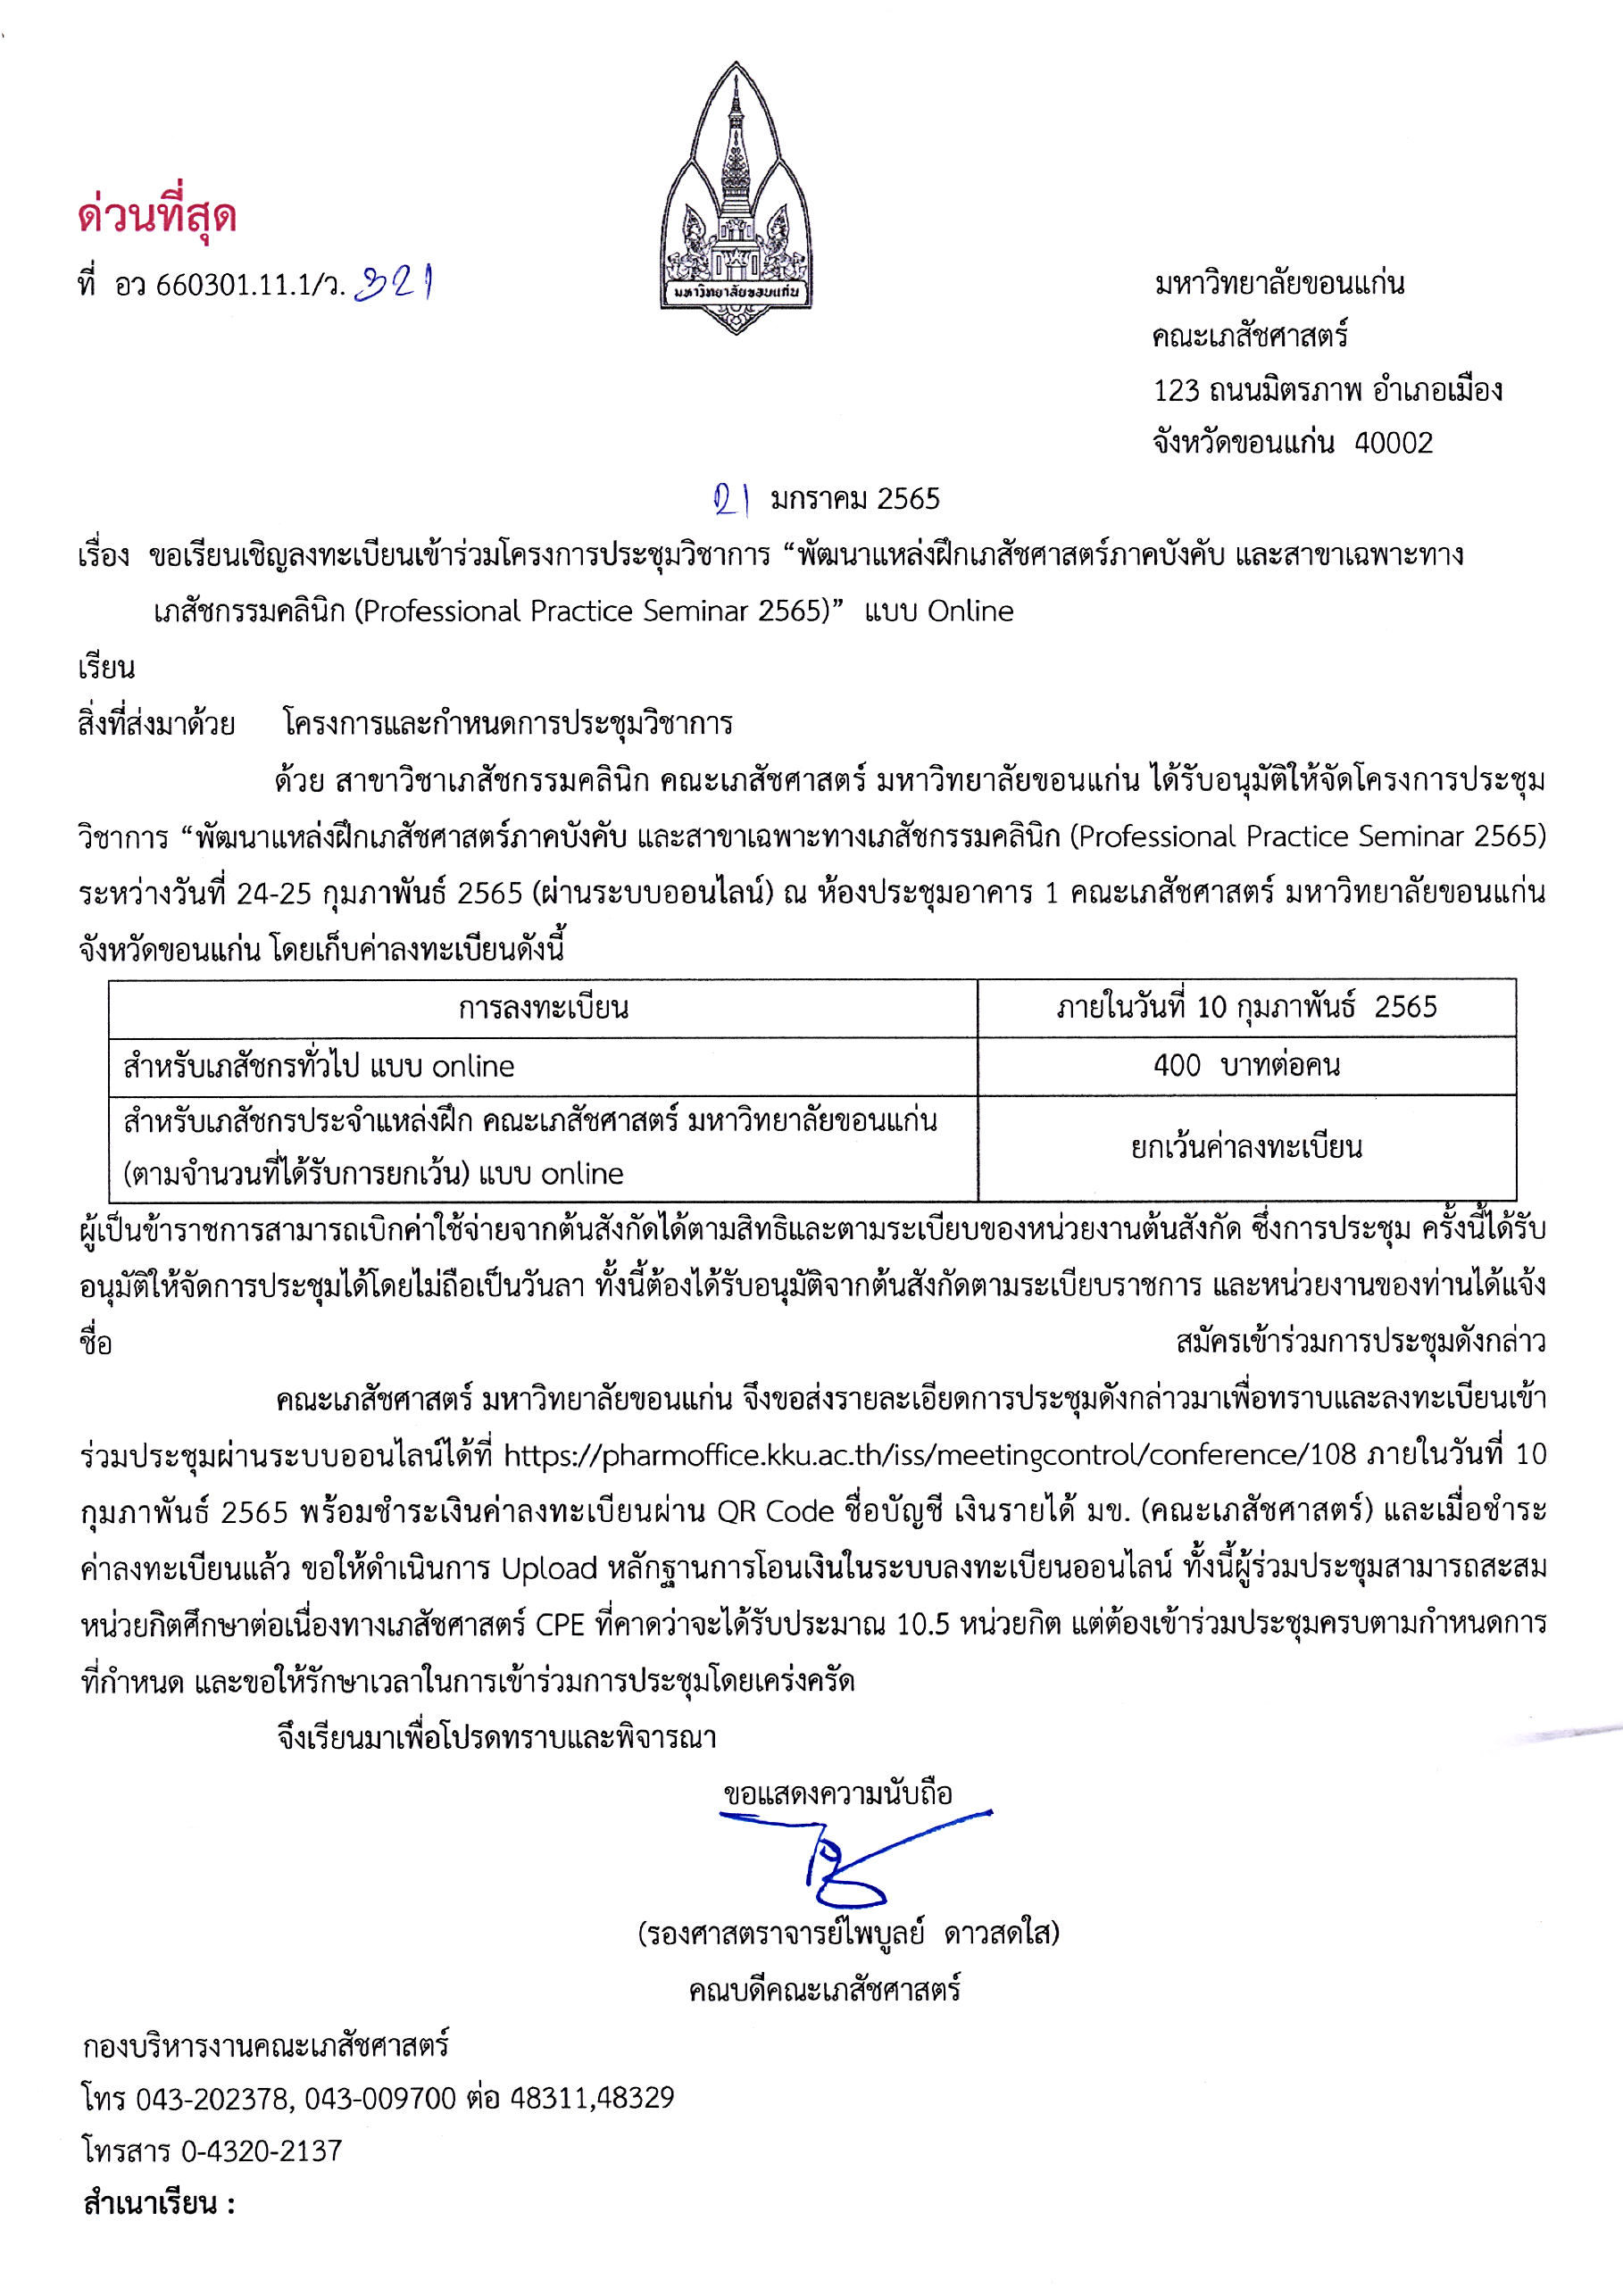 ด่วนที่สุด
ที่ อว 660301.11.1/ว. 321
มหาวิทยาลัยขอนแก่น
มหาวิทยาลัยขอนแก่น
คณะเภสัชศาสตร์
123 ถนนมิตรภาพ อำเภอเมือง
จังหวัดขอนแก่น 40002
21 มกราคม 2565
เรื่อง ขอเรียนเชิญลงทะเบียนเข้าร่วมโครงการประชุมวิชาการ “พัฒนาแหล่งฝึกเภสัชศาสตร์ภาคบังคับ และสาขาเฉพาะทาง
เภสัชกรรมคลินิก (Professional Practice Seminar 2565)” แบบ Online
เรียน
สิ่งที่ส่งมาด้วย โครงการและกำหนดการประชุมวิชาการ
ด้วย สาขาวิชาเภสัชกรรมคลินิก คณะเภสัชศาสตร์ มหาวิทยาลัยขอนแก่น ได้รับอนุมัติให้จัดโครงการประชุม
วิชาการ “พัฒนาแหล่งฝึกเภสัชศาสตร์ภาคบังคับ และสาขาเฉพาะทางเภสัชกรรมคลินิก (Professional Practice Seminar 2565)
ระหว่างวันที่ 24-25 กุมภาพันธ์ 2565 (ผ่านระบบออนไลน์) ณ ห้องประชุมอาคาร 1 คณะเภสัชศาสตร์ มหาวิทยาลัยขอนแก่น
จังหวัดขอนแก่น โดยเก็บค่าลงทะเบียนดังนี้
การลงทะเบียน ภายในวันที่ 10 กุมภาพันธ์ 2565
สำหรับเภสัชกรทั่วไป แบบ online 400 บาทต่อคน
สำหรับเภสัชกรประจำแหล่งฝึก คณะเภสัชศาสตร์ มหาวิทยาลัยขอนแก่น
(ตามจำนวนที่ได้รับการยกเว้น) แบบ online
ยกเว้นค่าลงทะเบียน
ผู้เป็นข้าราชการสามารถเบิกค่าใช้จ่ายจากต้นสังกัดได้ตามสิทธิและตามระเบียบของหน่วยงานต้นสังกัด ซึ่งการประชุม ครั้งนี้ได้รับ
อนุมัติให้จัดการประชุมได้โดยไม่ถือเป็นวันลา ทั้งนี้ต้องได้รับอนุมัติจากต้นสังกัดตามระเบียบราชการ และหน่วยงานของท่านได้แจ้ง
ชื่อ สมัครเข้าร่วมการประชุมดังกล่าว
คณะเภสัชศาสตร์ มหาวิทยาลัยขอนแก่น จึงขอส่งรายละเอียดการประชุมดังกล่าวมาเพื่อทราบและลงทะเบียนเข้า
ร่วมประชุมผ่านระบบออนไลน์ได้ที่ https://pharmoffice.kku.ac.th/iss/meetingcontrol/conference/108 ภายในวันที่ 10
กุมภาพันธ์ 2565 พร้อมชำระเงินค่าลงทะเบียนผ่าน QR Code ชื่อบัญชี เงินรายได้ มข. (คณะเภสัชศาสตร์) และเมื่อชำระ
ค่าลงทะเบียนแล้ว ขอให้ดำเนินการ Upload หลักฐานการโอนเงินในระบบลงทะเบียนออนไลน์ ทั้งนี้ผู้ร่วมประชุมสามารถสะสม
หน่วยกิตศึกษาต่อเนื่องทางเภสัชศาสตร์ CPE ที่คาดว่าจะได้รับประมาณ 10.5 หน่วยกิต แต่ต้องเข้าร่วมประชุมครบตามกำหนดการ
ที่กำหนด และขอให้รักษาเวลาในการเข้าร่วมการประชุมโดยเคร่งครัด
จึงเรียนมาเพื่อโปรดทราบและพิจารณา
ขอแสดงความนับถือ
(รองศาสตราจารย์ไพบูลย์ ดาวสดใส)
คณบดีคณะเภสัชศาสตร์
กองบริหารงานคณะเภสัชศาสตร์
โทร 043-202378, 043-009700 ต่อ 48311,48329
โทรสาร 0-4320-2137
สำเนาเรียน :